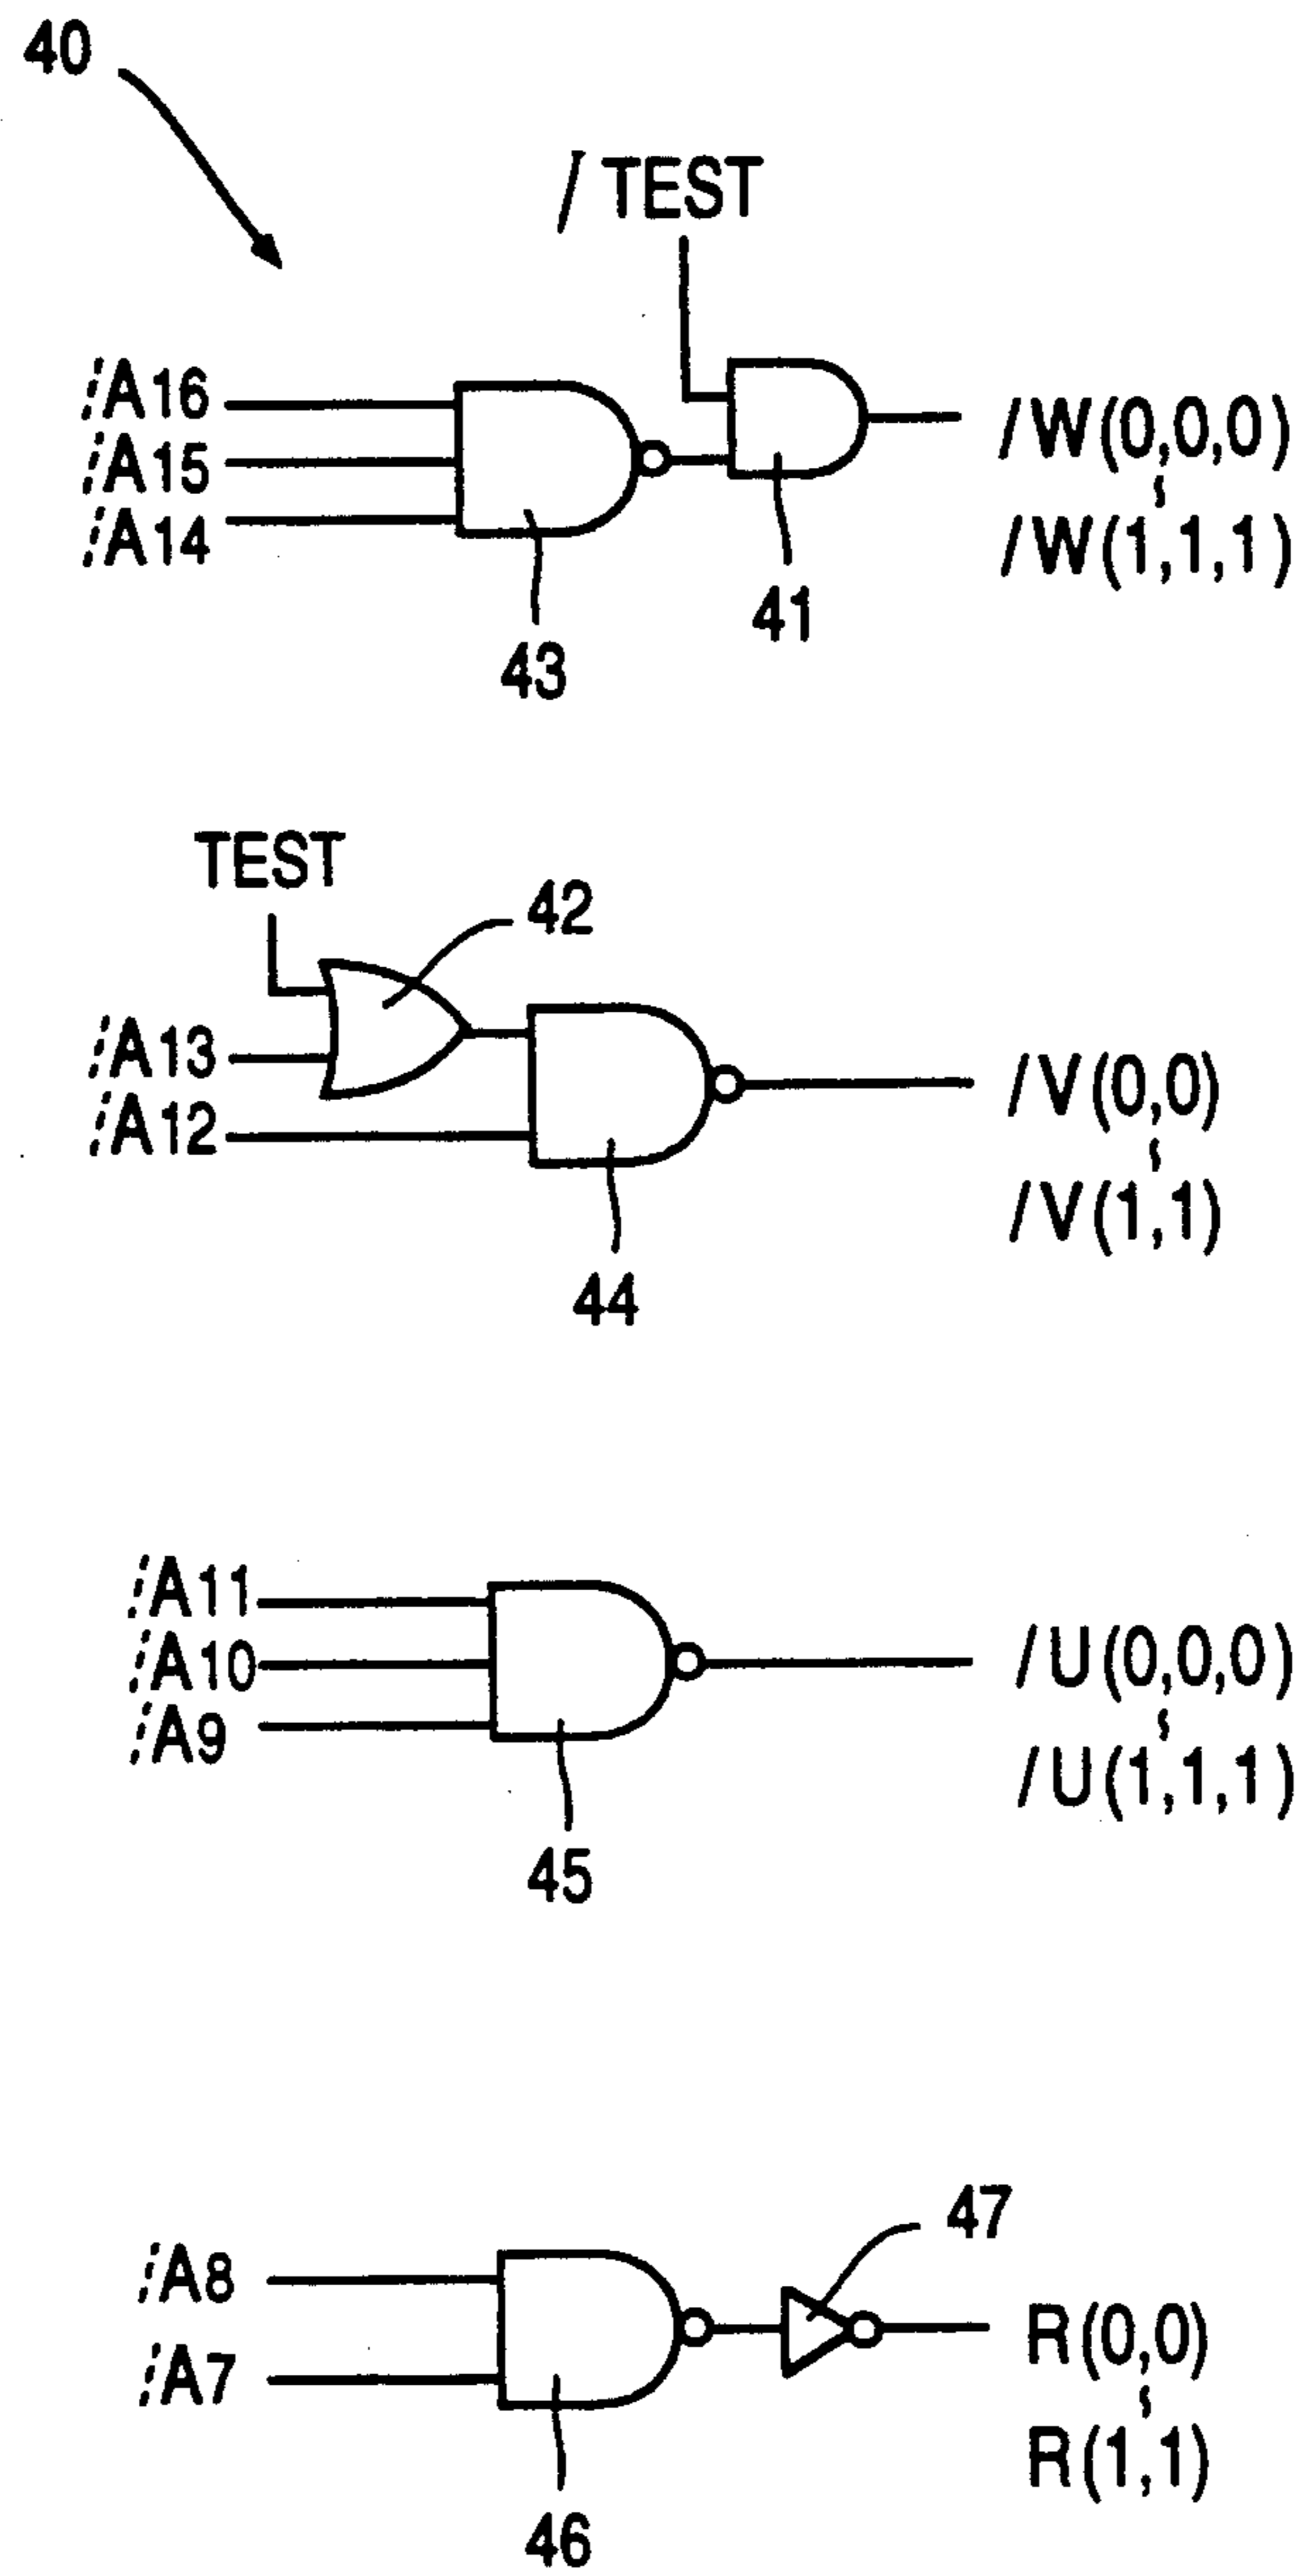 40
/TEST
/A16
/A15
/A14
43
41
/W(0,0,0)
~
/W(1,1,1)
TEST
42
/A13
/A12
44
/V(0,0)
~
/V(1,1)
/A11
/A10
/A9
45
/U(0,0,0)
~
/U(1,1,1)
47
/A8
/A7
46
R(0,0)
~
R(1,1)